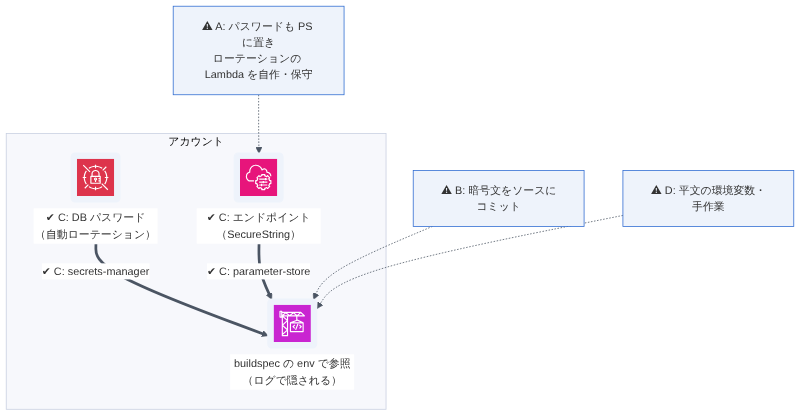 ⚠ A: パスワードも PS
に置き
ローテーションの
Lambda を自作・保守
アカウント
✔ C: DB パスワード
（自動ローテーション）
✔ C: エンドポイント
（SecureString）
⚠ B: 暗号文をソースに
コミット
⚠ D: 平文の環境変数・
手作業
✔ C: secrets-manager
✔ C: parameter-store
buildspec の env で参照
（ログで隠される）